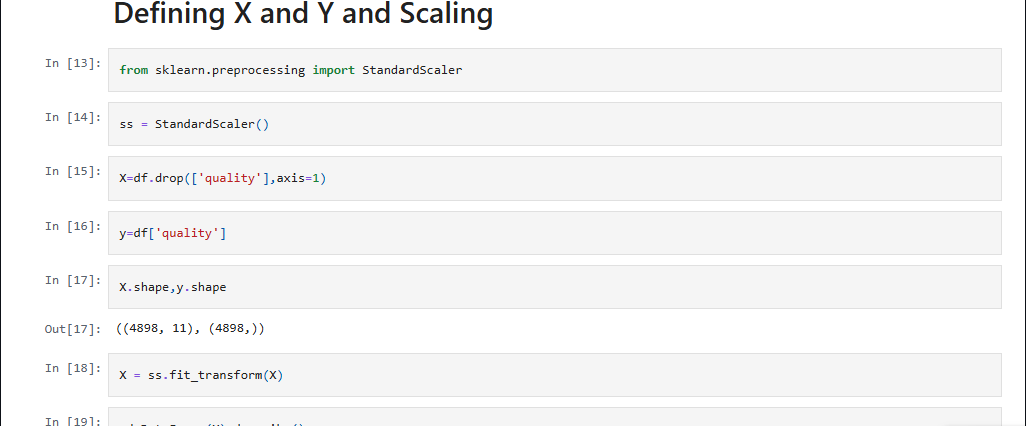 Defining X and Y and Scaling
In [13]: from sklearn.preprocessing import StandardScaler
In [14]: ss = StandardScaler()
In [15]: X=df.drop(['quality'],axis=1)
In [16]: y=df['quality']
In [17]: X.shape,y.shape
Out[17]: ((4898, 11), (4898,))
In [18]: X = ss.fit_transform(X)
In [19]: